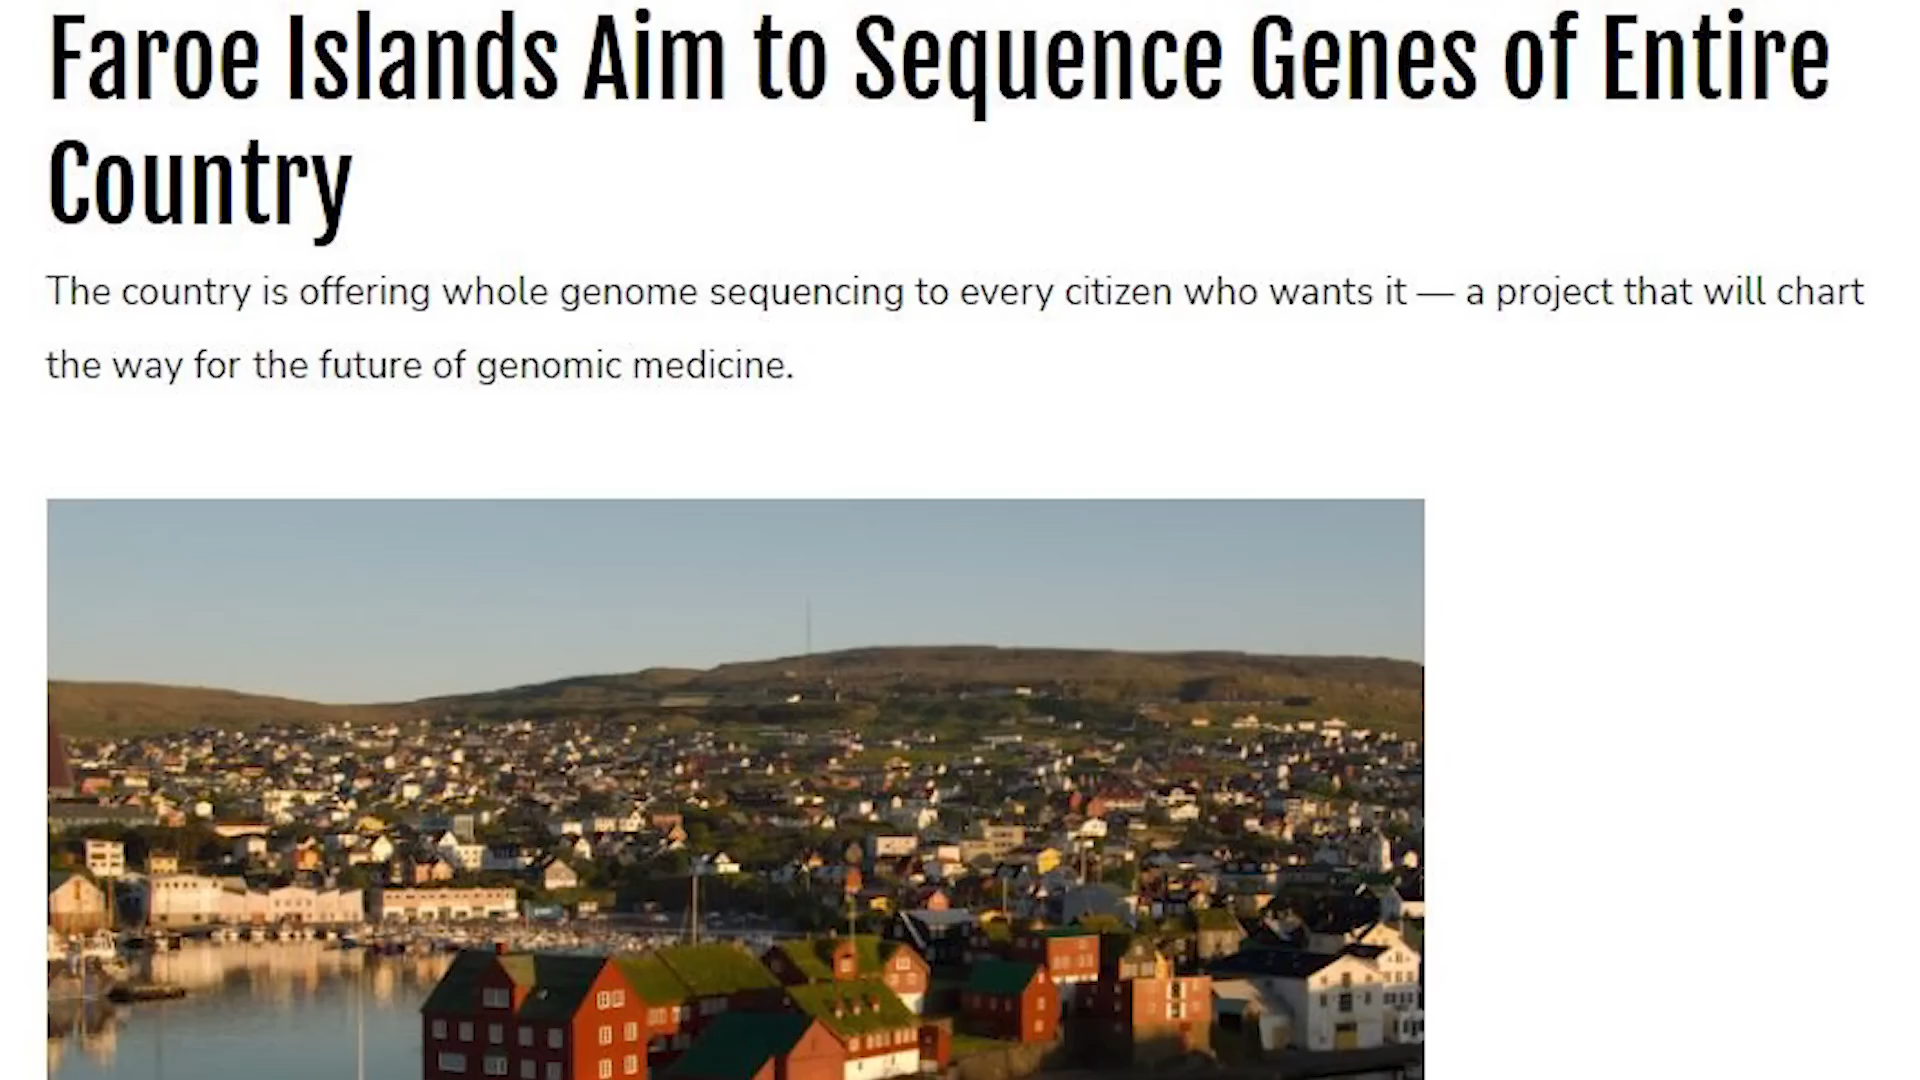 Faroe Islands Aim to Sequence Genes of Entire
Country
The country is offering whole genome sequencing to every citizen who wants it — a project that will chart
the way for the future of genomic medicine.